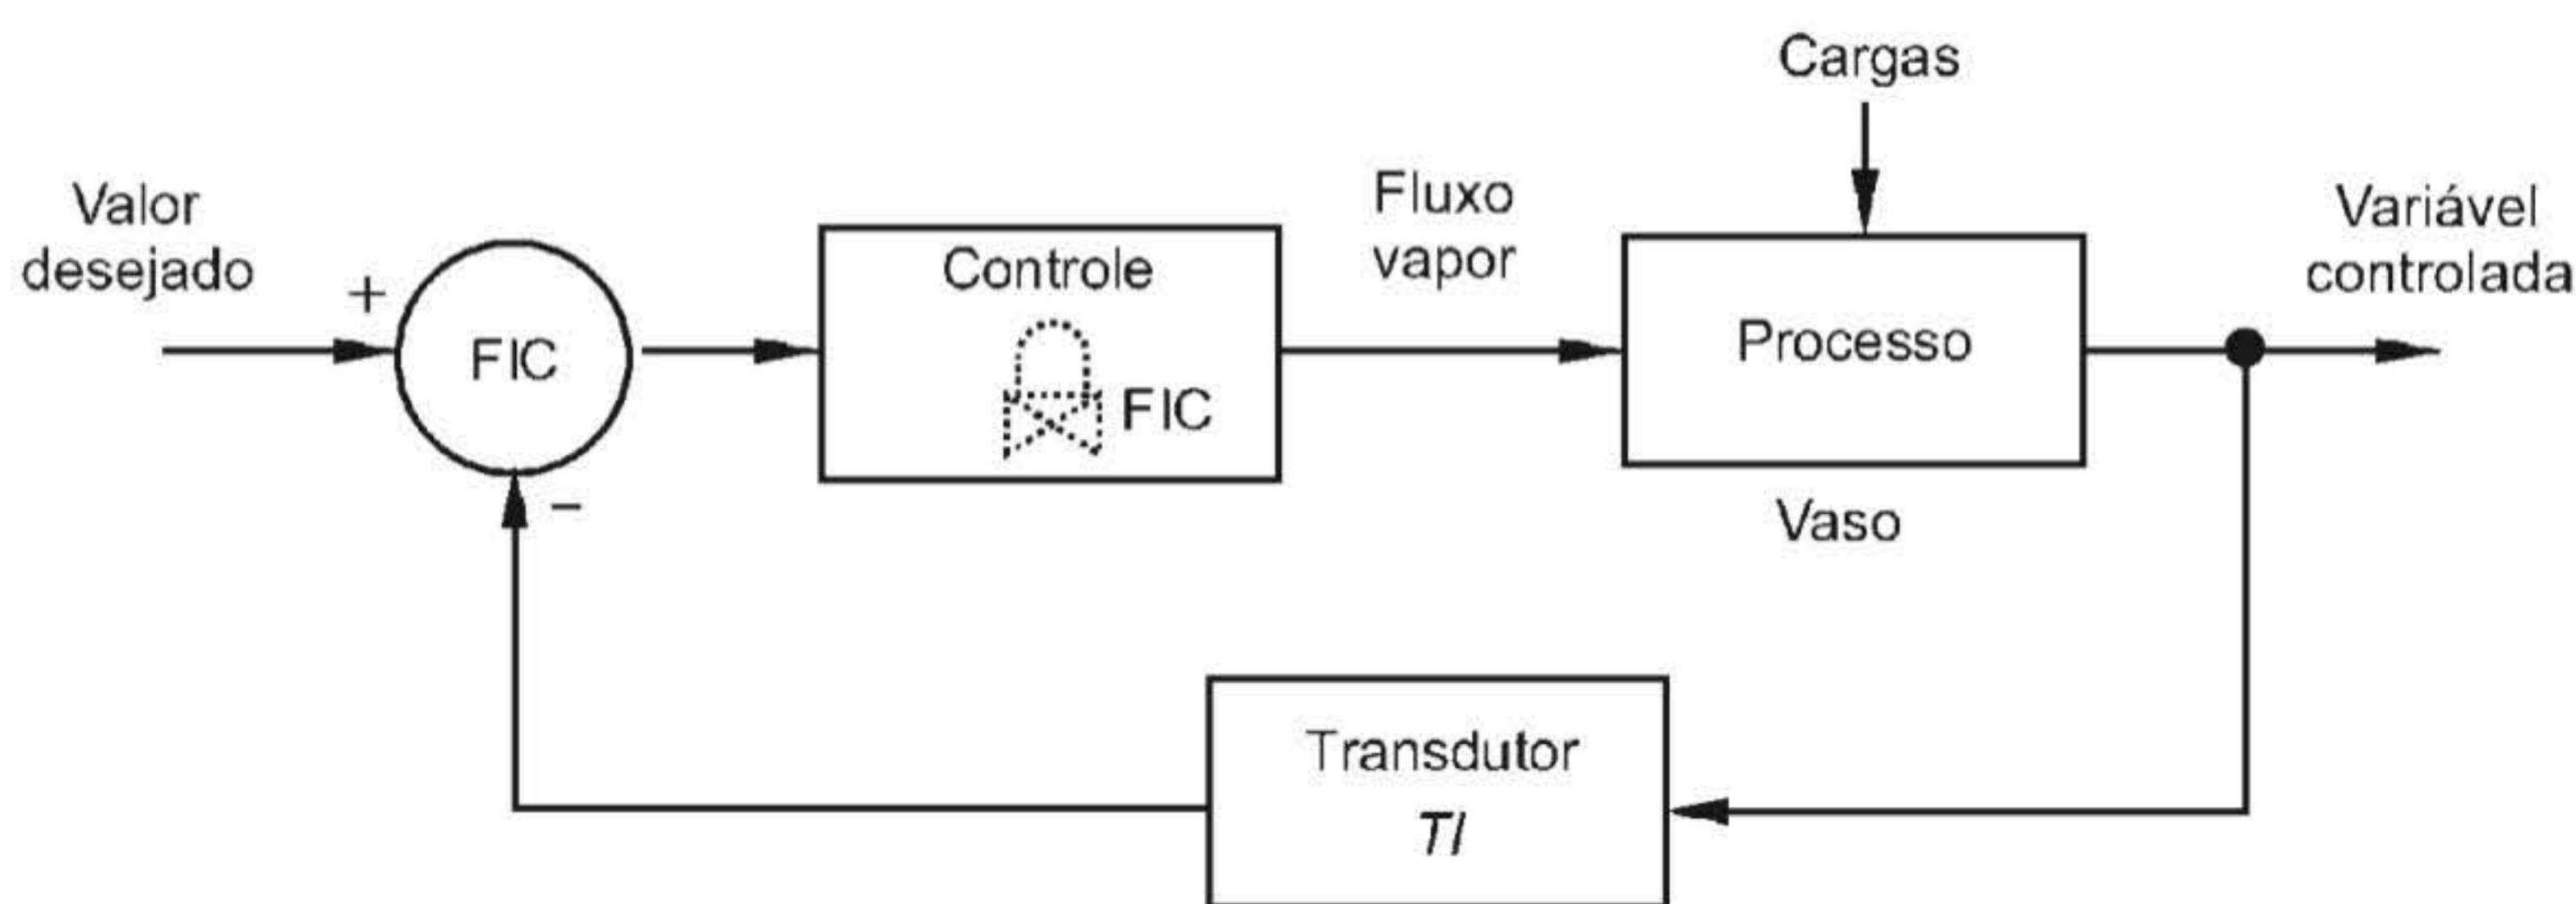 Cargas
Valor
desejado
+
FIC
−
Controle
FIC
Fluxo
vapor
Processo
Vaso
Variável
controlada
Transdutor
TI